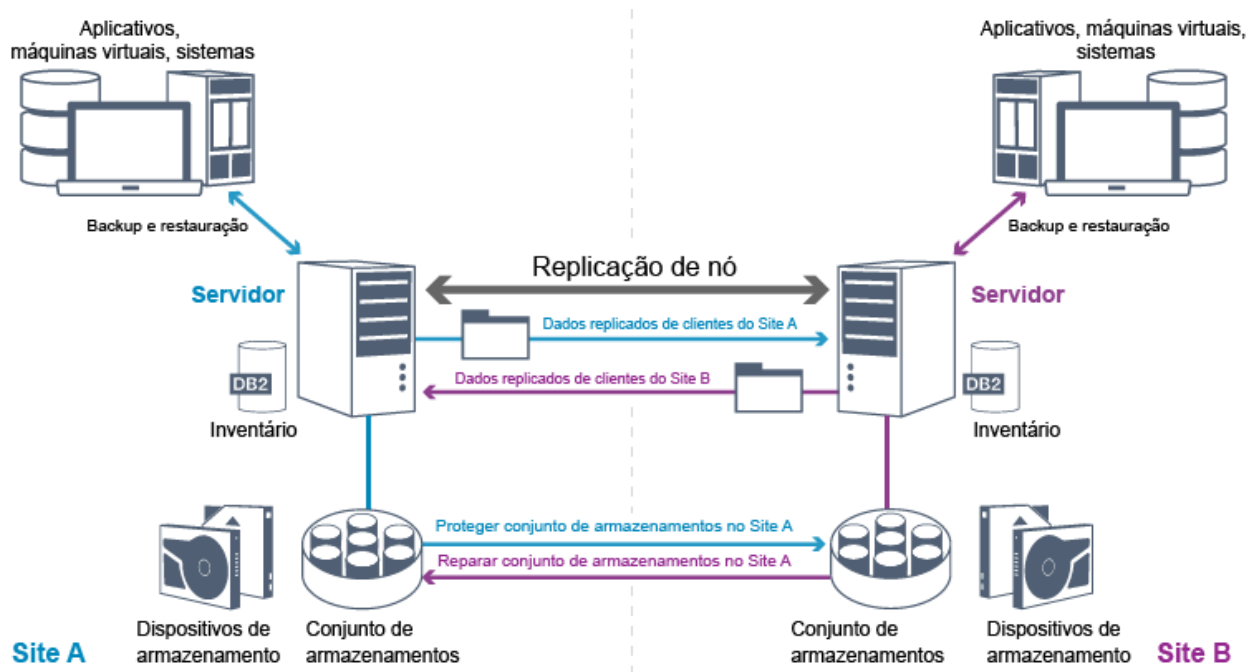 Aplicativos,
máquinas virtuais, sistemas
Aplicativos, máquinas virtuais,
sistemas
Backup e restauração
Backup e restauração
Replicação de nó
Servidor
Servidor
Dados replicados de clientes do Site A
Dados replicados de clientes do Site B
DB2
DB2
Inventário
Inventário
Proteger conjunto de armazenamentos no Site A
Reparar conjunto de armazenamentos no Site A
Dispositivos de
armazenamento
Conjunto de
armazenamentos
Conjunto de
armazenamentos
Dispositivos de
armazenamento
Site A
Site B